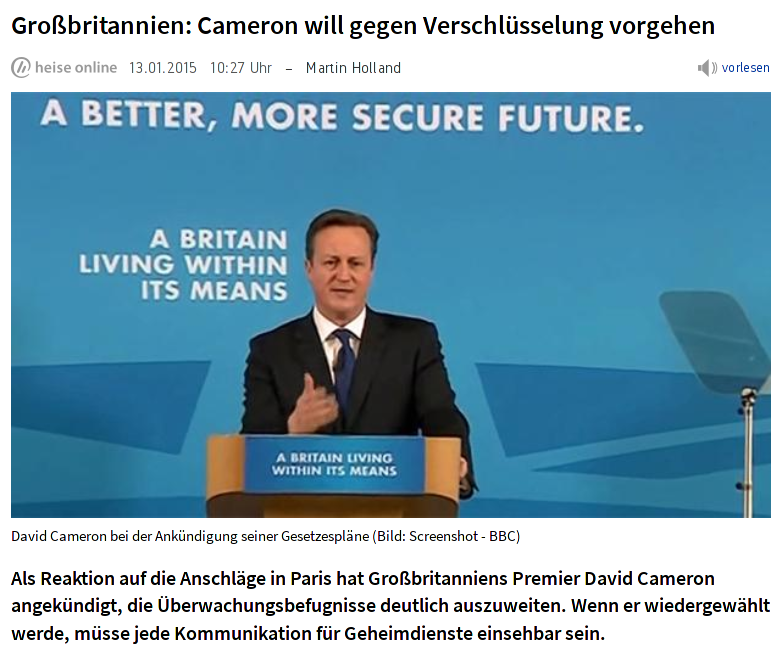 Großbritannien: Cameron will gegen Verschlüsselung vorgehen
heise online 13.01.2015 10:27 Uhr – Martin Holland
vorlesen
A BETTER, MORE SECURE FUTURE.
A BRITAIN
LIVING WITHIN
ITS MEANS
A BRITAIN LIVING
WITHIN ITS MEANS
David Cameron bei der Ankündigung seiner Gesetzespläne (Bild: Screenshot - BBC)
Als Reaktion auf die Anschläge in Paris hat Großbritanniens Premier David Cameron
angekündigt, die Überwachungsbefugnisse deutlich auszuweiten. Wenn er wiedergewählt
werde, müsse jede Kommunikation für Geheimdienste einsehbar sein.